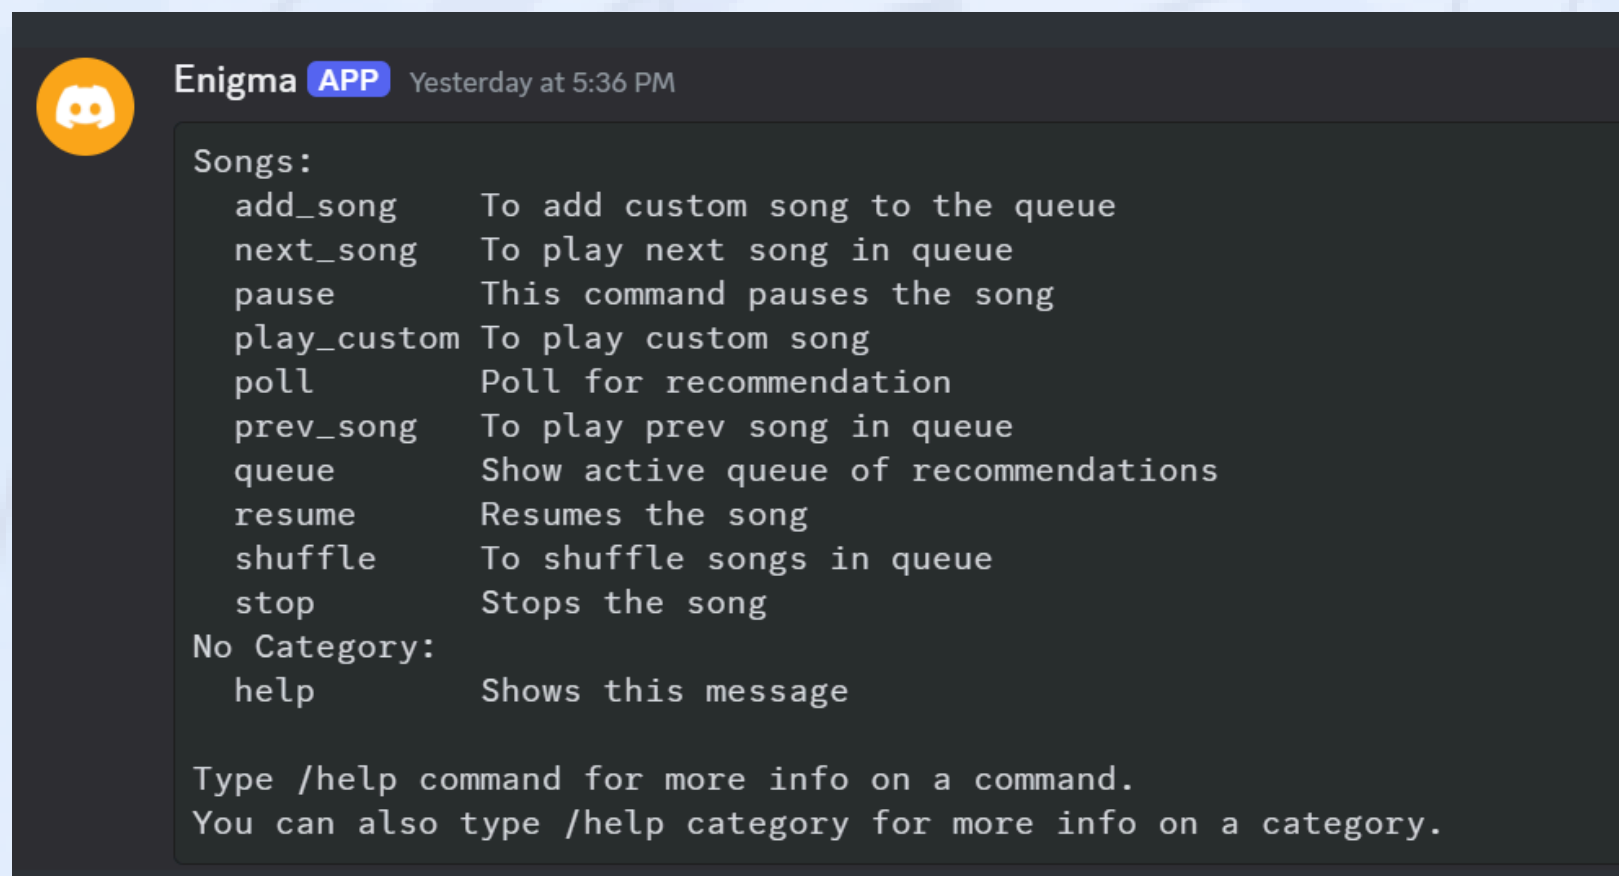 Enigma APP Yesterday at 5:36 PM
Songs:
  add_song    To add custom song to the queue
  next_song   To play next song in queue
  pause       This command pauses the song
  play_custom To play custom song
  poll        Poll for recommendation
  prev_song   To play prev song in queue
  queue       Show active queue of recommendations
  resume      Resumes the song
  shuffle     To shuffle songs in queue
  stop        Stops the song
No Category:
  help        Shows this message

Type /help command for more info on a command.
You can also type /help category for more info on a category.